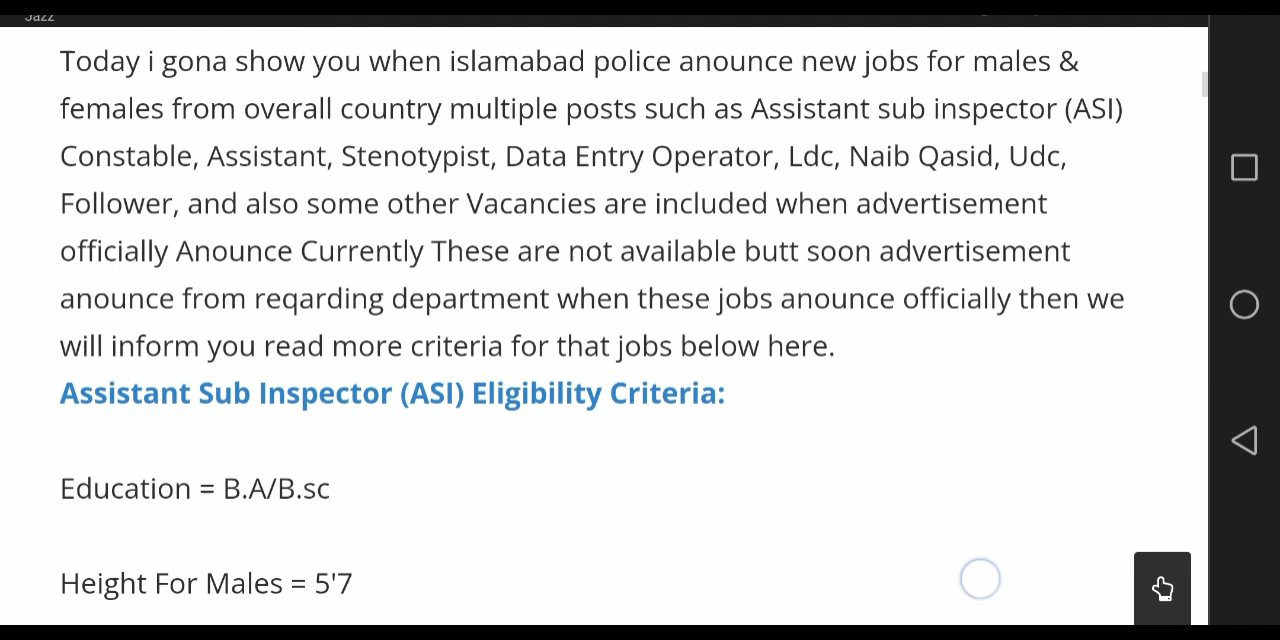 Jazz
Today i gona show you when islamabad police anounce new jobs for males &
females from overall country multiple posts such as Assistant sub inspector (ASI)
Constable, Assistant, Stenotypist, Data Entry Operator, Ldc, Naib Qasid, Udc,
Follower, and also some other Vacancies are included when advertisement
officially Anounce Currently These are not available butt soon advertisement
anounce from reqarding department when these jobs anounce officially then we
will inform you read more criteria for that jobs below here.
Assistant Sub Inspector (ASI) Eligibility Criteria:
Education = B.A/B.sc
Height For Males = 5'7